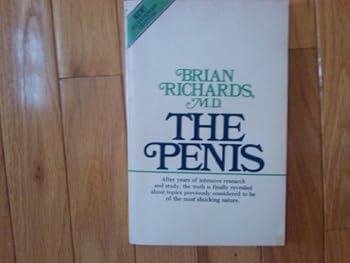 BRIAN
RICHARDS,
M.D.
THE
PENIS
After years of intensive research
and study, the truth is finally revealed
about topics previously considered to be
of the most shocking nature.